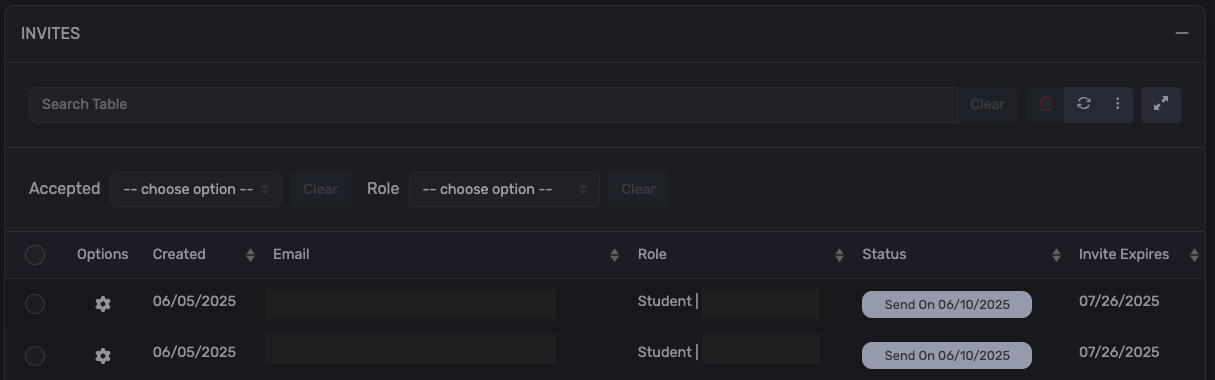 INVITES
Search Table Clear
Accepted -- choose option -- Clear Role -- choose option -- Clear
Options Created Email Role Status Invite Expires
06/05/2025 Student | Send On 06/10/2025 07/26/2025
06/05/2025 Student | Send On 06/10/2025 07/26/2025